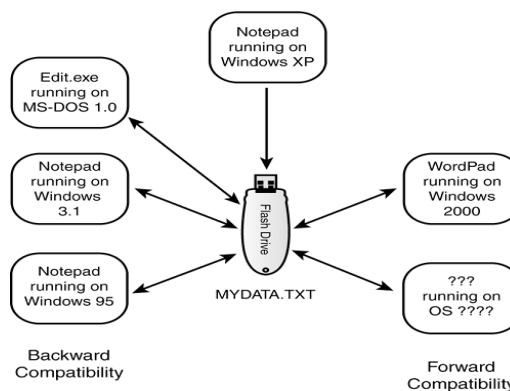 Notepad
running on
Windows XP
Edit.exe
running on
MS-DOS 1.0
Notepad
running on
Windows
3.1
Notepad
running on
Windows 95
Flash Drive
MYDATA.TXT
WordPad
running on
Windows
2000
???
running on
OS ????
Backward
Compatibility
Forward
Compatibility